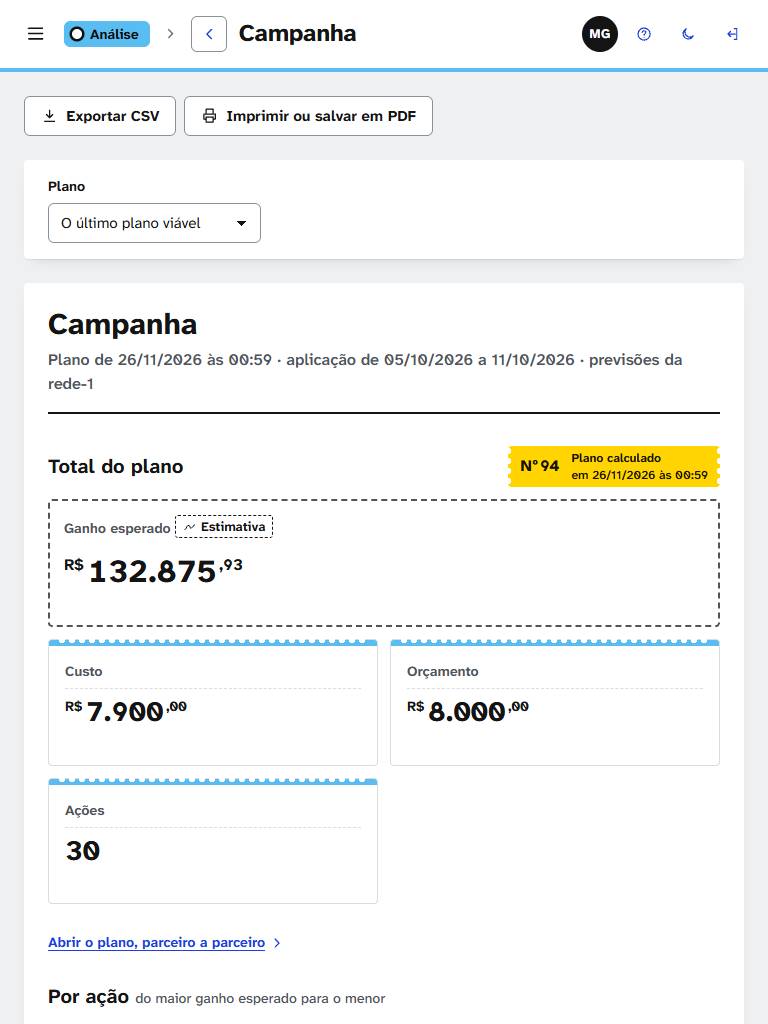 Análise
Campanha
MG
Exportar CSV
Imprimir ou salvar em PDF
Plano
O último plano viável
Campanha
Plano de 26/11/2026 às 00:59 · aplicação de 05/10/2026 a 11/10/2026 · previsões da
rede-1
Total do plano
Nº 94
Plano calculado
em 26/11/2026 às 00:59
Ganho esperado
Estimativa
R$ 132.875,93
Custo
R$ 7.900,00
Orçamento
R$ 8.000,00
Ações
30
Abrir o plano, parceiro a parceiro
Por ação do maior ganho esperado para o menor